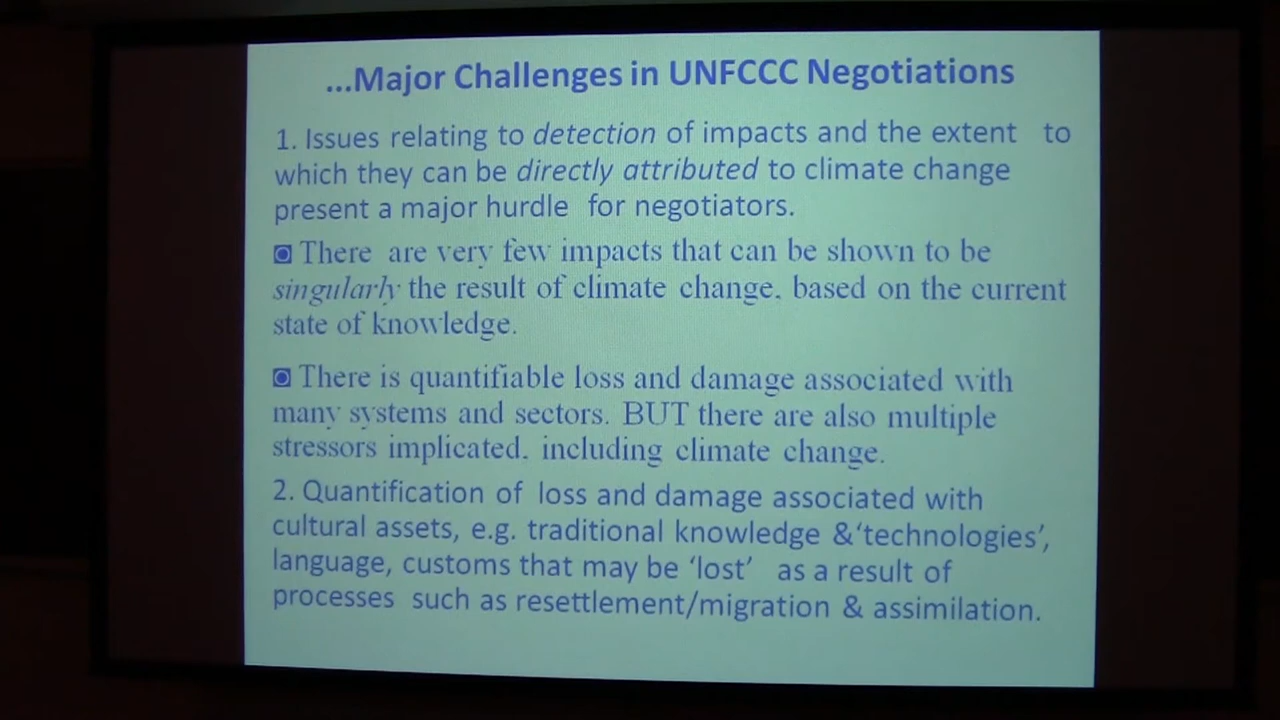 ...Major Challenges in UNFCCC Negotiations
1. Issues relating to detection of impacts and the extent to
which they can be directly attributed to climate change
present a major hurdle for negotiators.
There are very few impacts that can be shown to be
singularly the result of climate change, based on the current
state of knowledge.
There is quantifiable loss and damage associated with
many systems and sectors. BUT there are also multiple
stressors implicated, including climate change.
2. Quantification of loss and damage associated with
cultural assets, e.g. traditional knowledge &‘technologies’,
language, customs that may be ‘lost’ as a result of
processes such as resettlement/migration & assimilation.